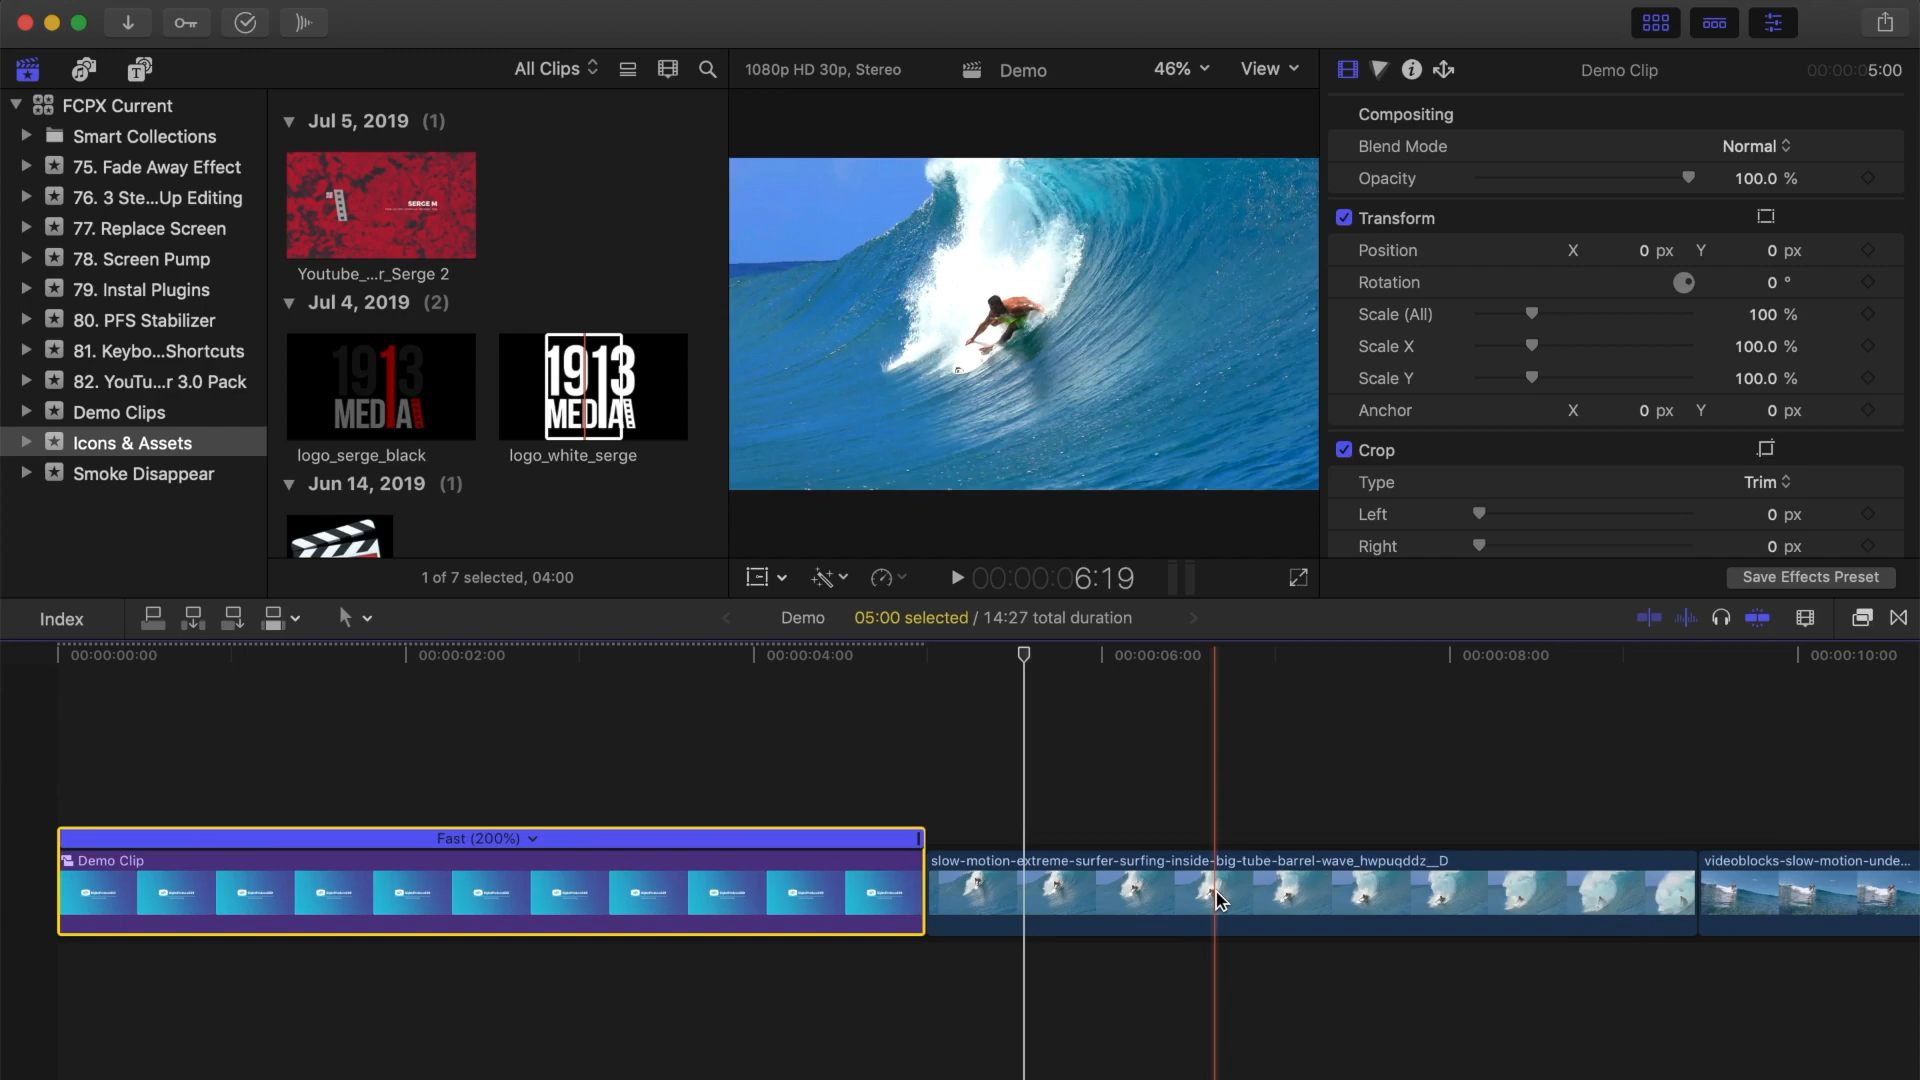 All Clips
1080p HD 30p, Stereo
Demo
46%
View
Demo Clip
00:00:05:00
FCPX Current
Smart Collections
75. Fade Away Effect
76. 3 Ste...Up Editing
77. Replace Screen
78. Screen Pump
79. Instal Plugins
80. PFS Stabilizer
81. Keybo...Shortcuts
82. YouTu...r 3.0 Pack
Demo Clips
Icons & Assets
Smoke Disappear
Jul 5, 2019 (1)
SERGE M
Youtube_...r_Serge 2
Jul 4, 2019 (2)
1913
MEDIA
1913
MEDIA
logo_serge_black
logo_white_serge
Jun 14, 2019 (1)
1 of 7 selected, 04:00
00:00:06:19
Compositing
Blend Mode Normal
Opacity 100.0 %
Transform
Position X 0 px Y 0 px
Rotation 0 °
Scale (All) 100 %
Scale X 100.0 %
Scale Y 100.0 %
Anchor X 0 px Y 0 px
Crop
Type Trim
Left 0 px
Right 0 px
Save Effects Preset
Index
Demo
05:00 selected / 14:27 total duration
00:00:00:00
00:00:02:00
00:00:04:00
00:00:06:00
00:00:08:00
00:00:10:00
Fast (200%)
Demo Clip
slow-motion-extreme-surfer-surfing-inside-big-tube-barrel-wave_hwpuqddz__D
videoblocks-slow-motion-unde...